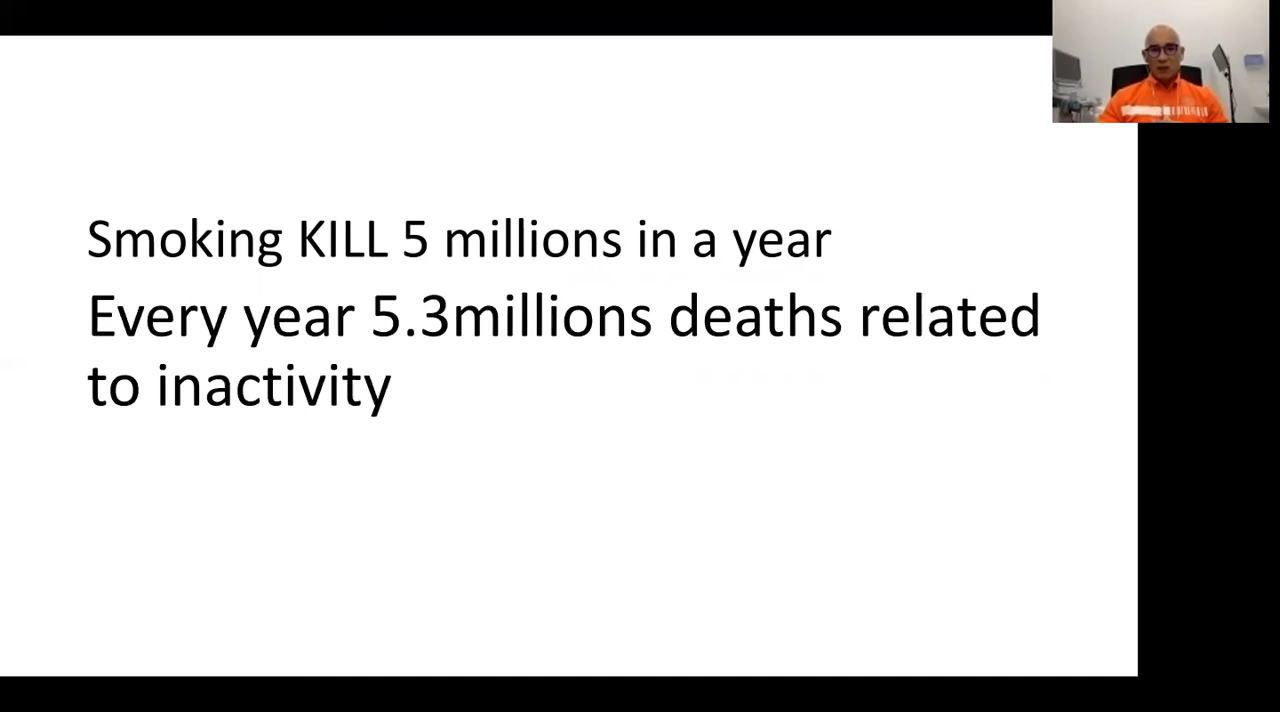 Smoking KILL 5 millions in a year
Every year 5.3millions deaths related
to inactivity